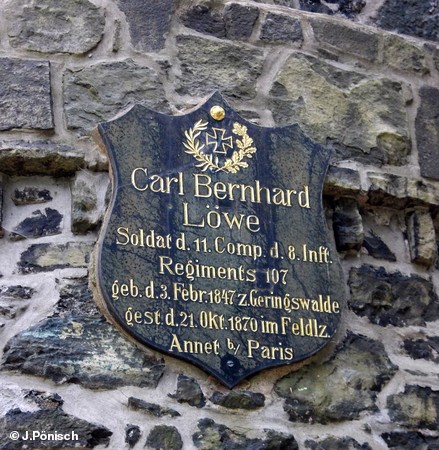 Carl Bernhard
Löwe
Soldat d. 11. Comp. d. 8. Inft.
Regiments 107
geb. d. 3. Febr. 1847 z. Geringswalde
gest. d. 21. Okt. 1870 im Feldlz.
Annet b/ Paris
© J.Pönisch